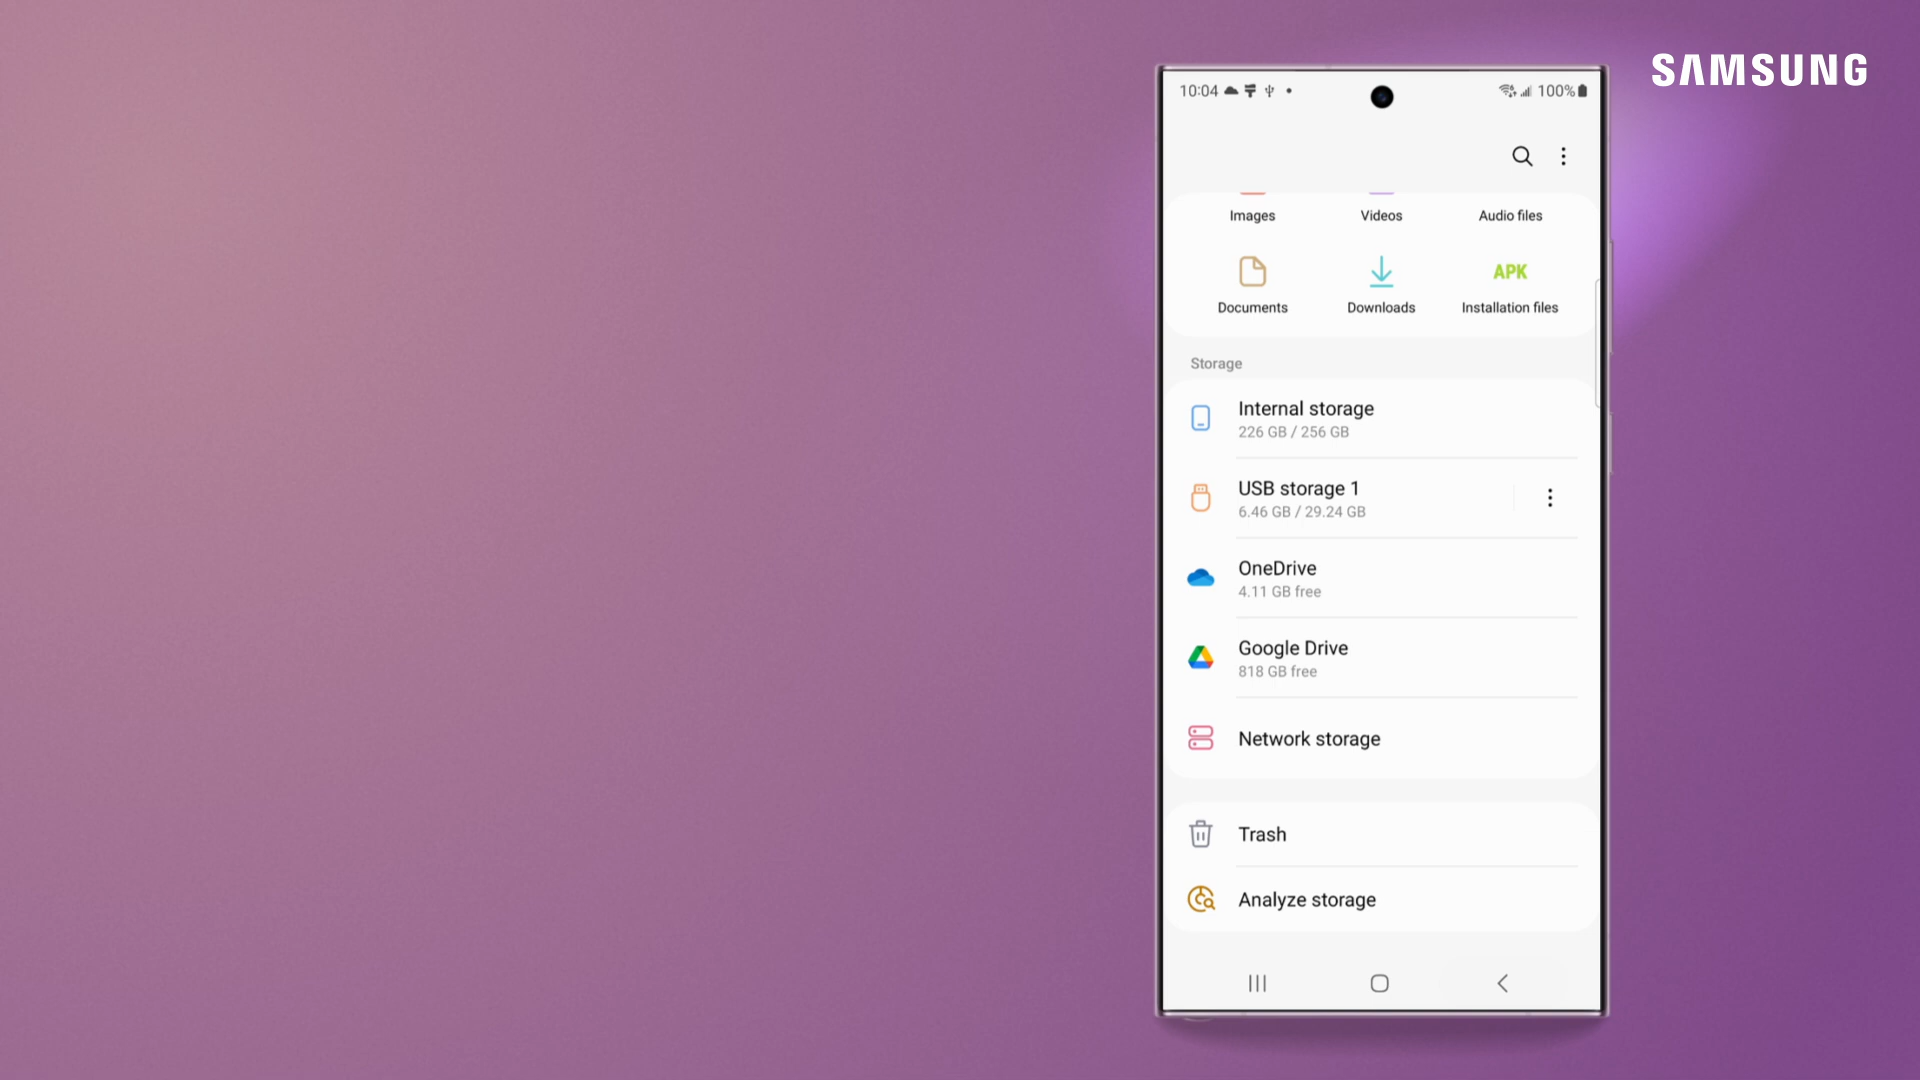 SAMSUNG
10:04
100%
Images
Videos
Audio files
APK
Documents
Downloads
Installation files
Storage
Internal storage
226 GB / 256 GB
USB storage 1
6.46 GB / 29.24 GB
OneDrive
4.11 GB free
Google Drive
818 GB free
Network storage
Trash
Analyze storage